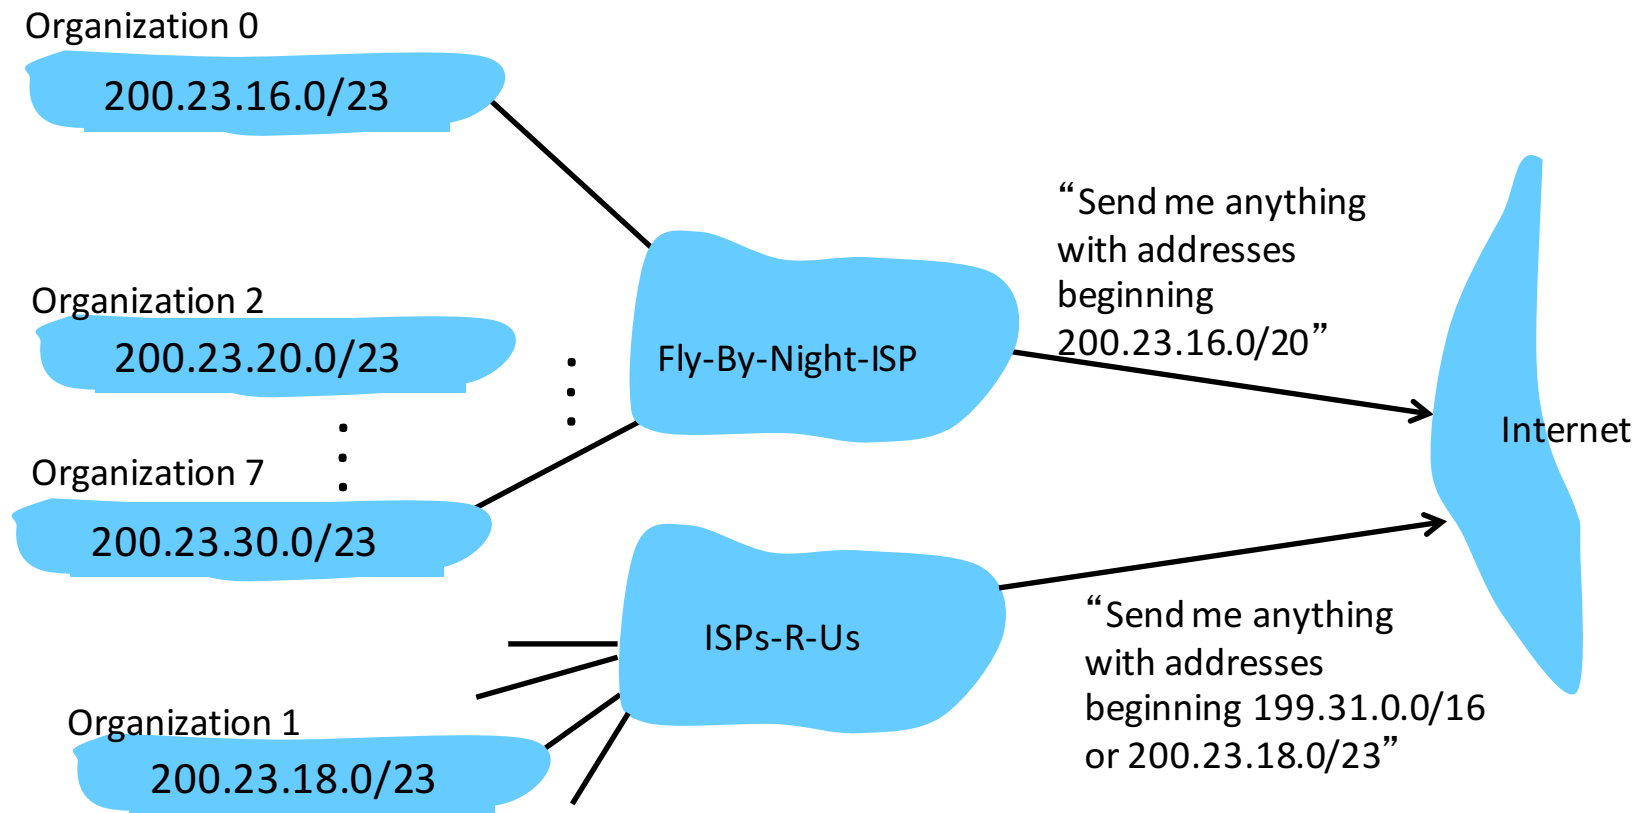 Organization 0
200.23.16.0/23
Organization 2
200.23.20.0/23
Organization 7
200.23.30.0/23
Fly-By-Night-ISP
“Send me anything
with addresses
beginning
200.23.16.0/20”
Internet
ISPs-R-Us
Organization 1
200.23.18.0/23
“Send me anything
with addresses
beginning 199.31.0.0/16
or 200.23.18.0/23”